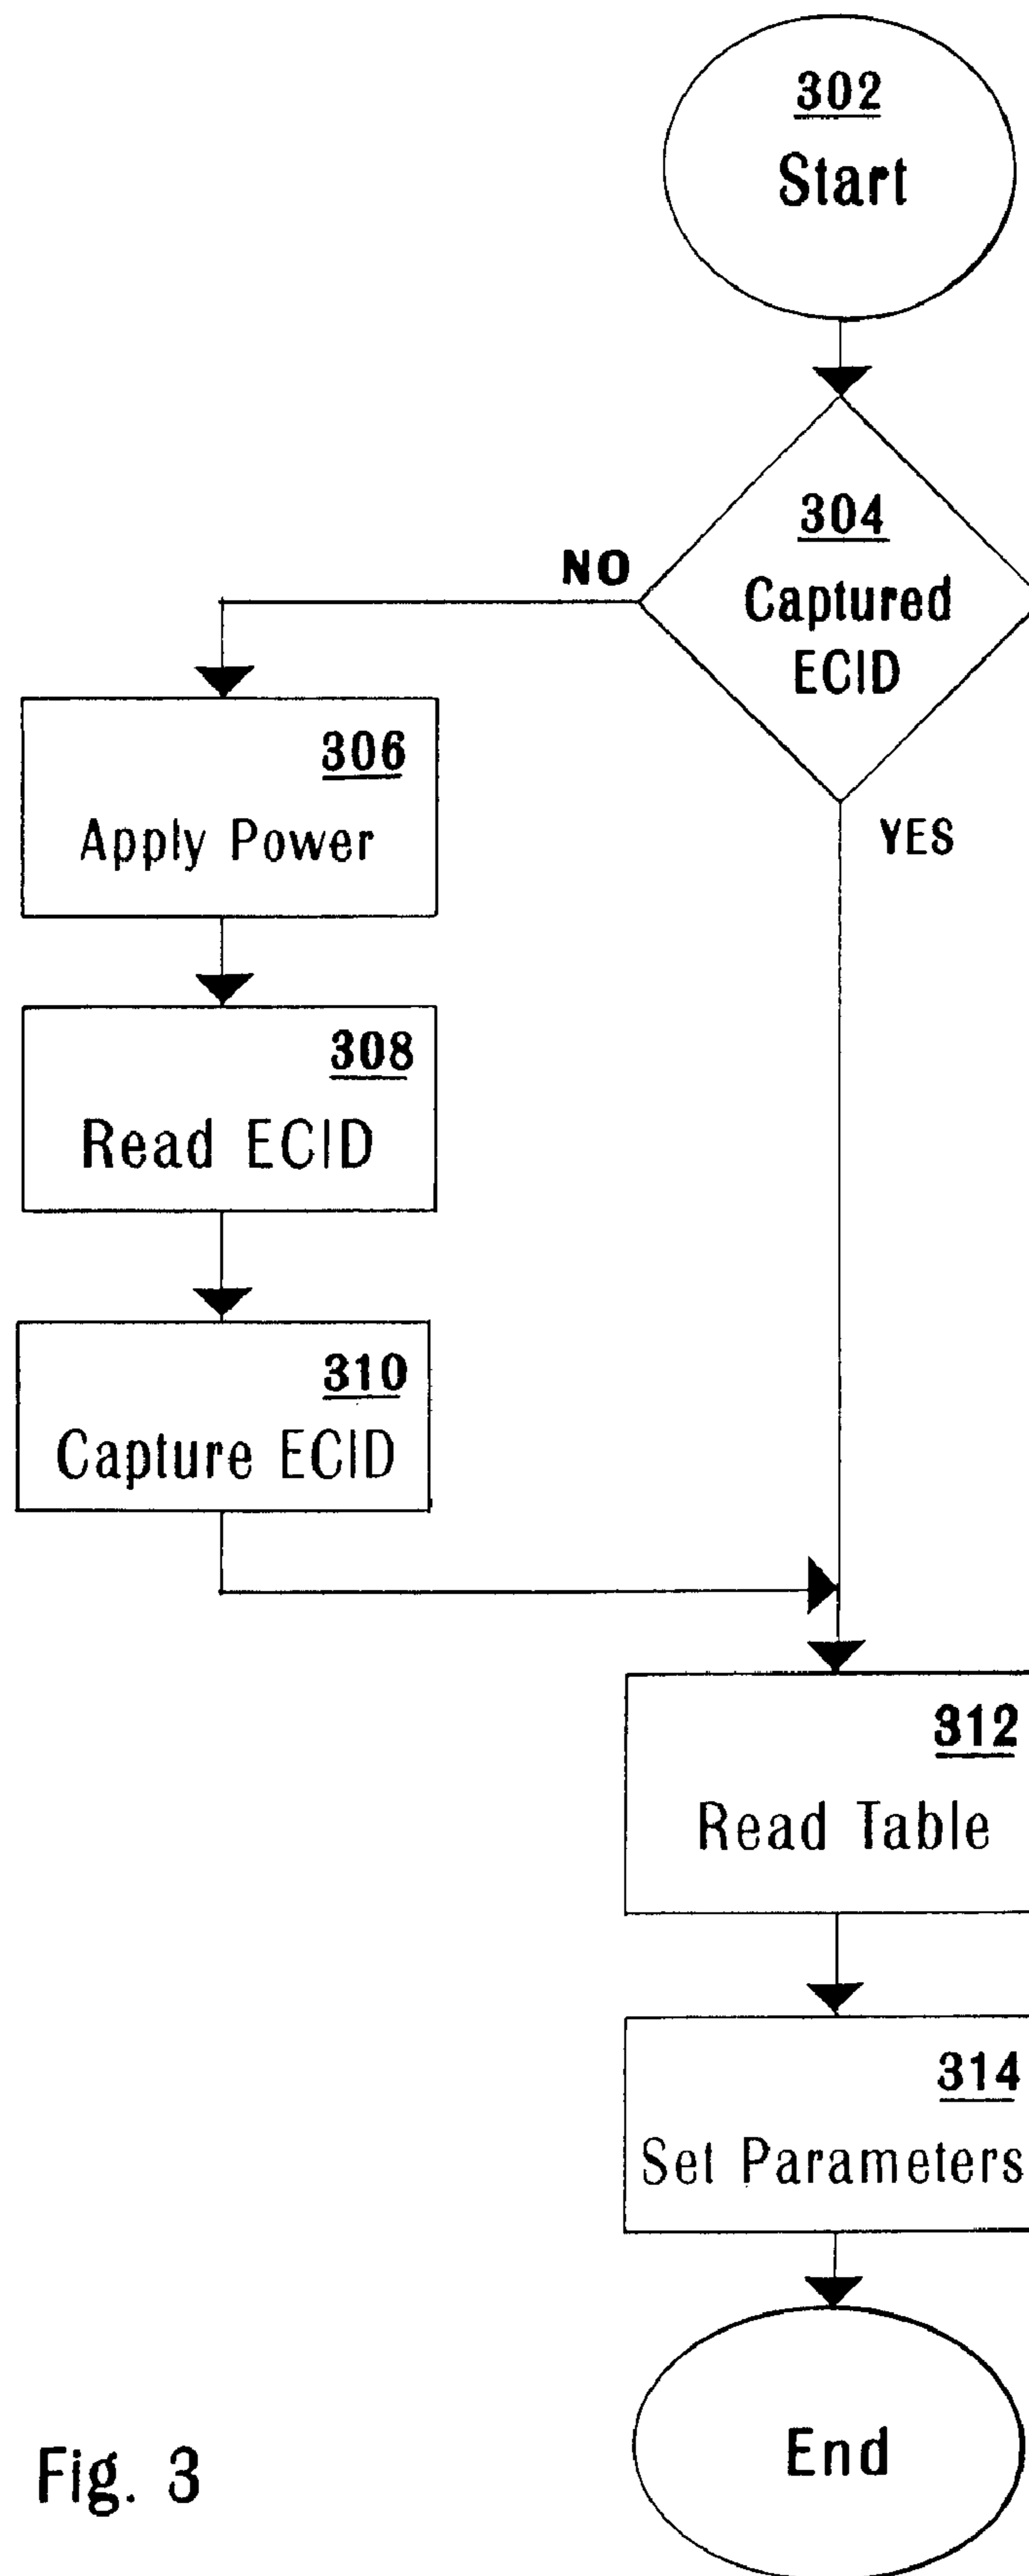 302
Start
304
Captured
ECID
NO
YES
306
Apply Power
308
Read ECID
310
Capture ECID
312
Read Table
314
Set Parameters
End
Fig. 3